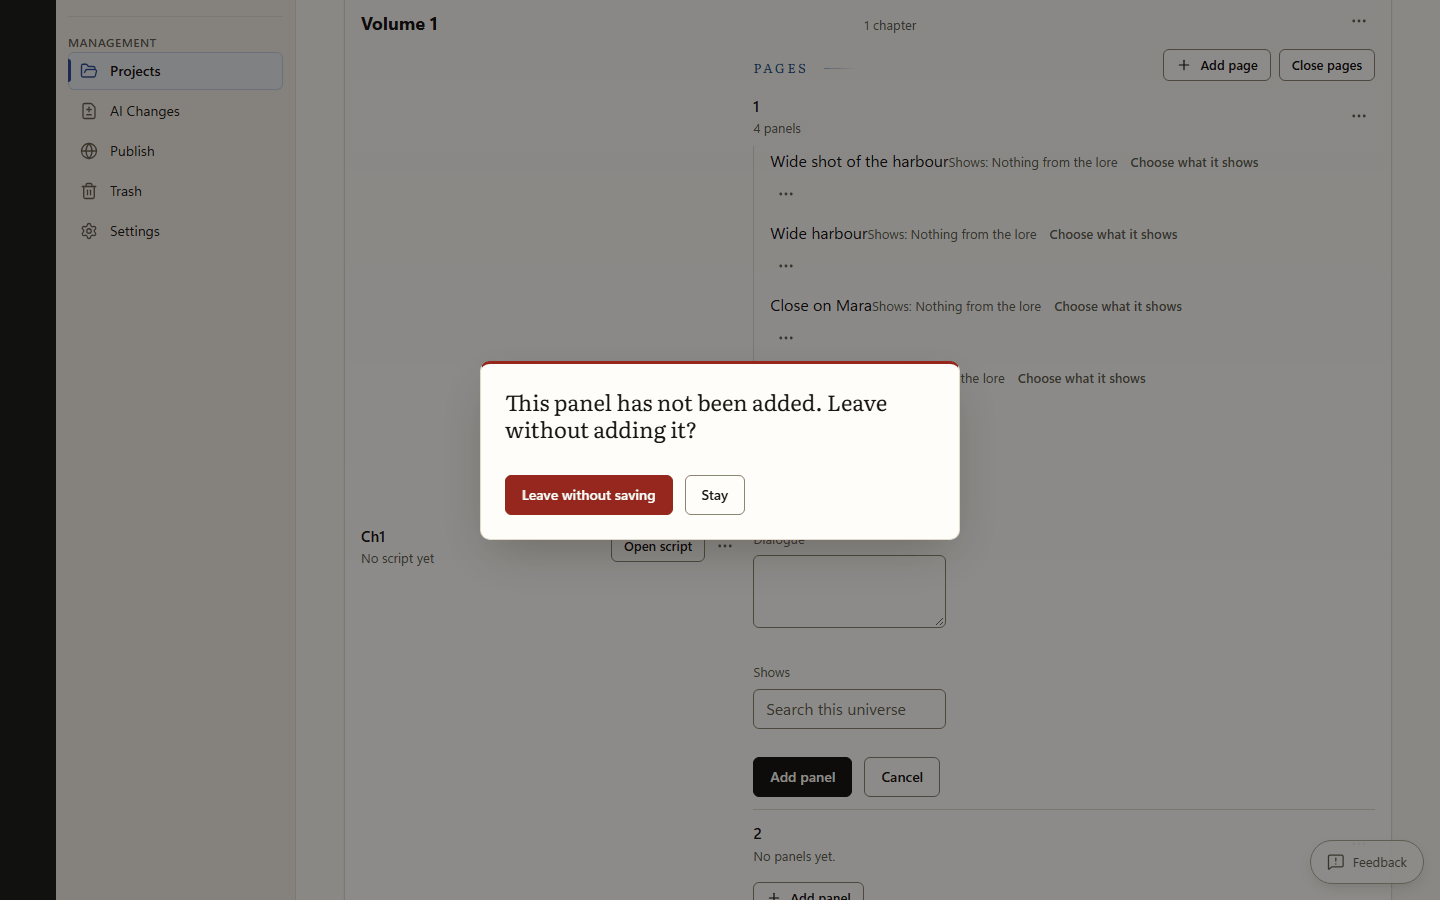 MANAGEMENT
Projects
AI Changes
Publish
Trash
Settings
Volume 1
1 chapter
PAGES
Add page
Close pages
1
4 panels
Wide shot of the harbour Shows: Nothing from the lore Choose what it shows
Wide harbour Shows: Nothing from the lore Choose what it shows
Close on Mara Shows: Nothing from the lore Choose what it shows
the lore Choose what it shows
This panel has not been added. Leave
without adding it?
Leave without saving
Stay
Ch1
No script yet
Open script
Dialogue
Shows
Search this universe
Add panel
Cancel
2
No panels yet.
Add panel
Feedback